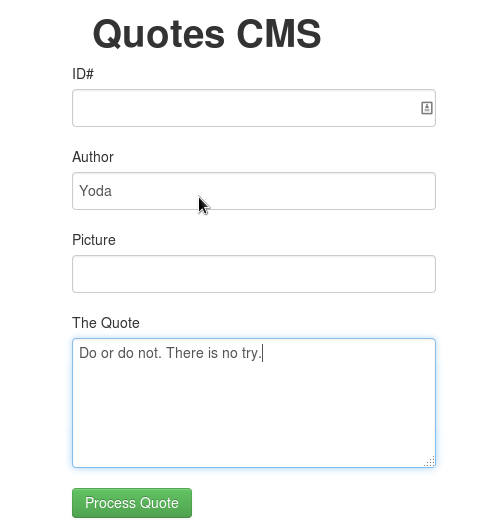 Quotes CMS
ID#
Author
Yoda
Picture
The Quote
Do or do not. There is no try.
Process Quote